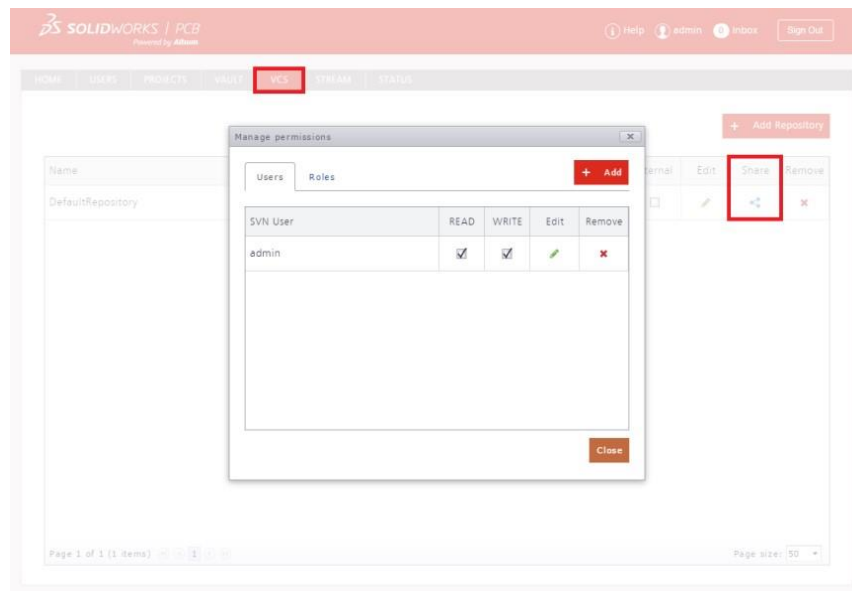 SOLIDWORKS | PCB
Powered by Altium
Help admin 0 Inbox Sign Out
HOME USERS PROJECTS VAULT VCS STREAM STATUS
+ Add Repository
Name Edit Share Remove
DefaultRepository
Manage permissions
Users Roles + Add
SVN User READ WRITE Edit Remove
admin
Close
Page 1 of 1 (1 items) 1 Page size: 50